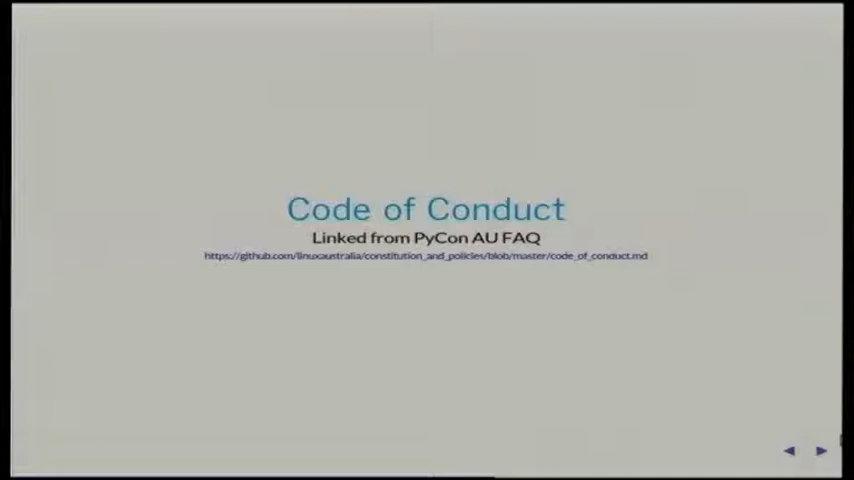 Code of Conduct
Linked from PyCon AU FAQ
https://github.com/linuxaustralia/constitution_and_policies/blob/master/code_of_conduct.md